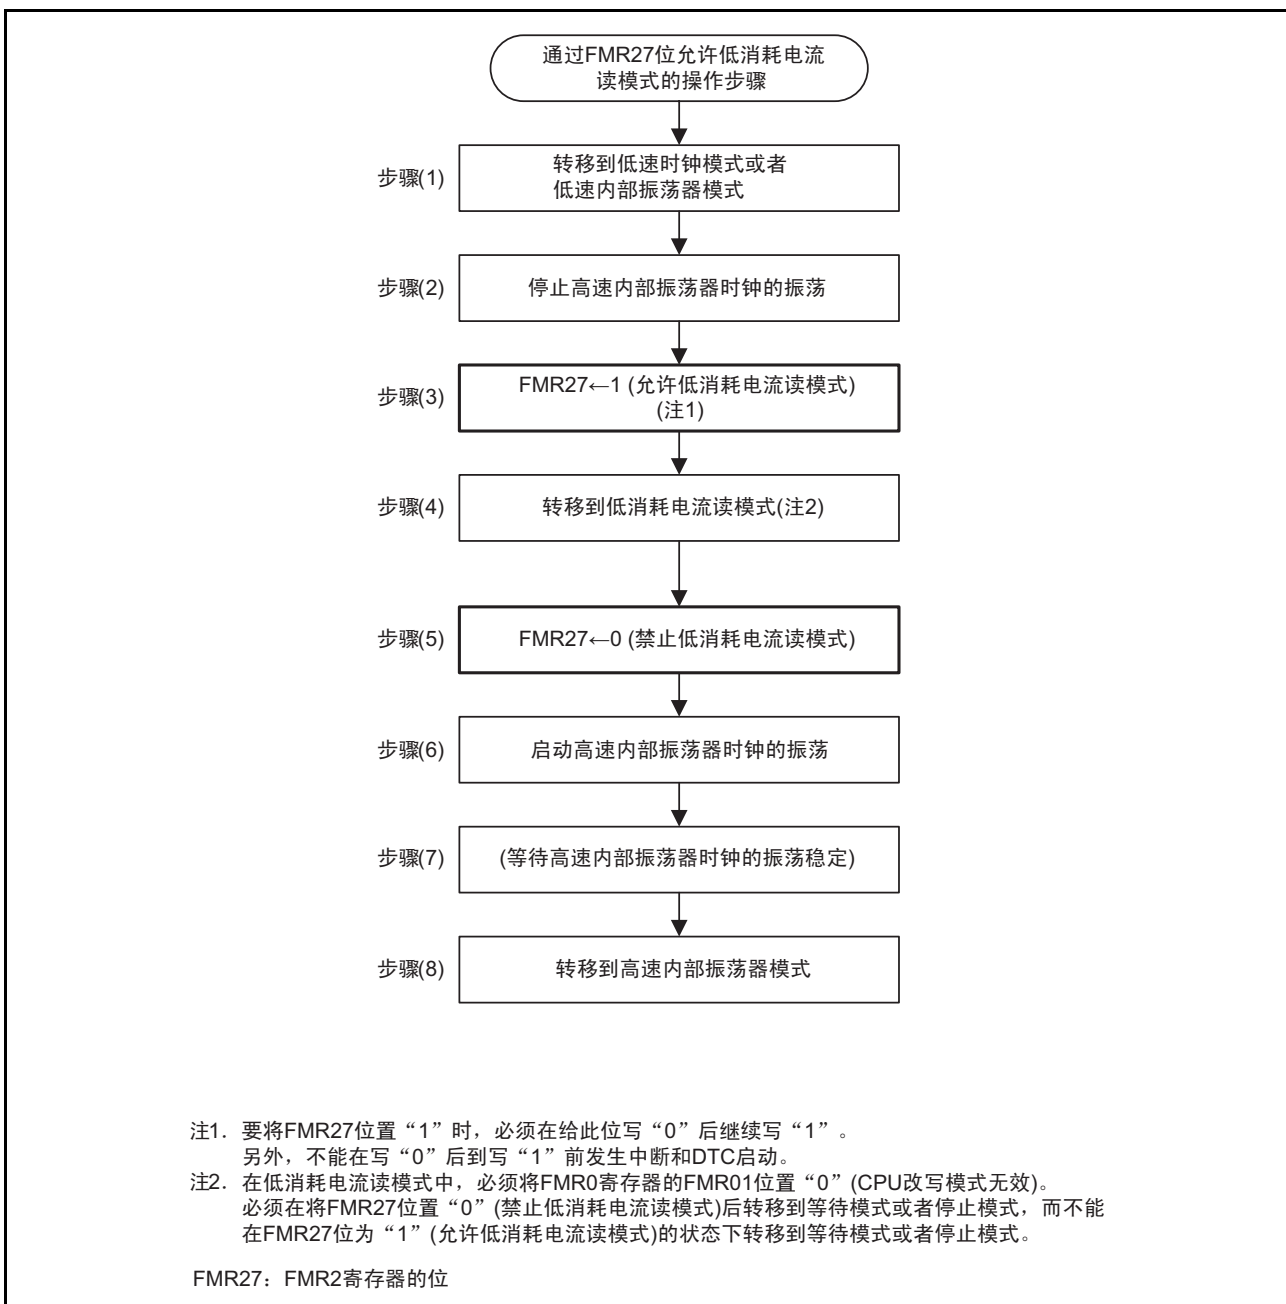 通过FMR27位允许低消耗电流
读模式的操作步骤
步骤(1)
转移到低速时钟模式或者
低速内部振荡器模式
步骤(2)
停止高速内部振荡器时钟的振荡
步骤(3)
FMR27←1 (允许低消耗电流读模式)
(注1)
步骤(4)
转移到低消耗电流读模式(注2)
步骤(5)
FMR27←0 (禁止低消耗电流读模式)
步骤(6)
启动高速内部振荡器时钟的振荡
步骤(7)
(等待高速内部振荡器时钟的振荡稳定)
步骤(8)
转移到高速内部振荡器模式
注1. 要将FMR27位置“1”时，必须在给此位写“0”后继续写“1”。
另外，不能在写“0”后到写“1”前发生中断和DTC启动。
注2. 在低消耗电流读模式中，必须将FMR0寄存器的FMR01位置“0”(CPU改写模式无效)。
必须在将FMR27位置“0”(禁止低消耗电流读模式)后转移到等待模式或者停止模式，而不能
在FMR27位为“1”(允许低消耗电流读模式)的状态下转移到等待模式或者停止模式。
FMR27：FMR2寄存器的位